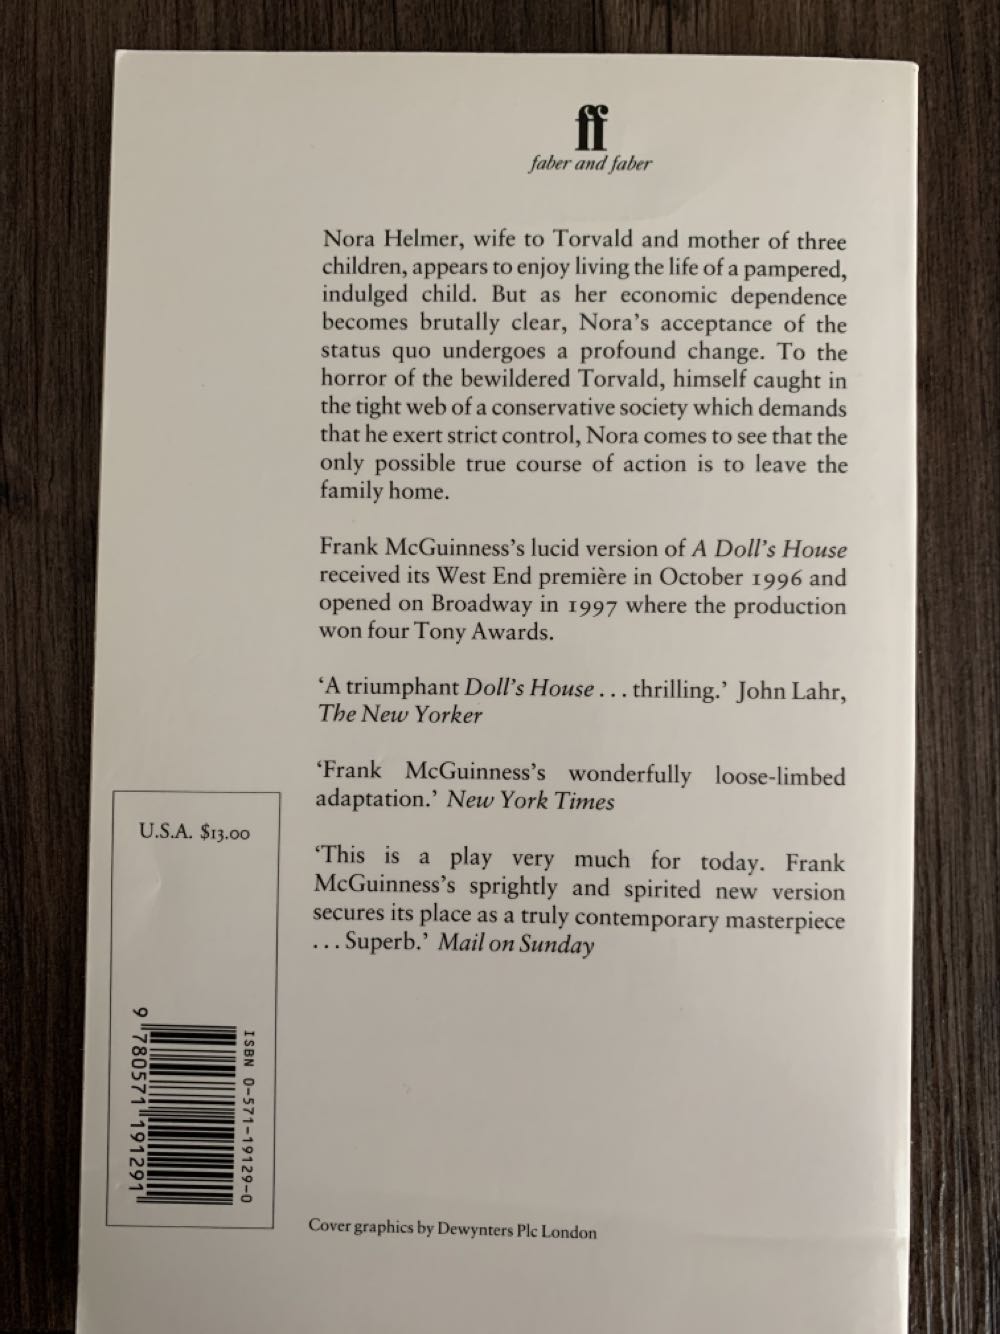 ff
faber and faber
Nora Helmer, wife to Torvald and mother of three
children, appears to enjoy living the life of a pampered,
indulged child. But as her economic dependence
becomes brutally clear, Nora's acceptance of the
status quo undergoes a profound change. To the
horror of the bewildered Torvald, himself caught in
the tight web of a conservative society which demands
that he exert strict control, Nora comes to see that the
only possible true course of action is to leave the
family home.
Frank McGuinness's lucid version of A Doll's House
received its West End première in October 1996 and
opened on Broadway in 1997 where the production
won four Tony Awards.
'A triumphant Doll's House ... thrilling.' John Lahr,
The New Yorker
'Frank McGuinness's wonderfully loose-limbed
adaptation.' New York Times
'This is a play very much for today. Frank
McGuinness's sprightly and spirited new version
secures its place as a truly contemporary masterpiece
... Superb.' Mail on Sunday
U.S.A. $13.00
ISBN 0-571-19129-0
9 780571 191291
Cover graphics by Dewynters Plc London